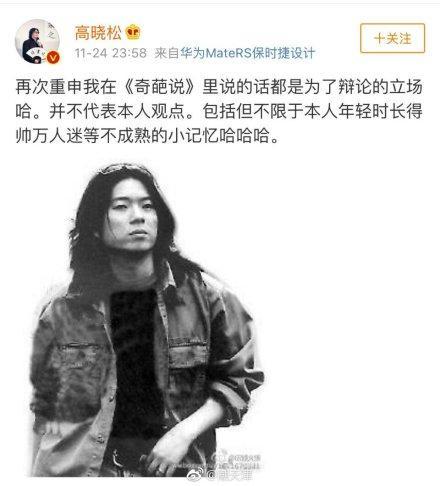 高晓松
11-24 23:58 来自华为MateRS保时捷设计
十关注
再次重申我在《奇葩说》里说的话都是为了辩论的立场
哈。并不代表本人观点。包括但不限于本人年轻时长得
帅万人迷等不成熟的小记忆哈哈哈。